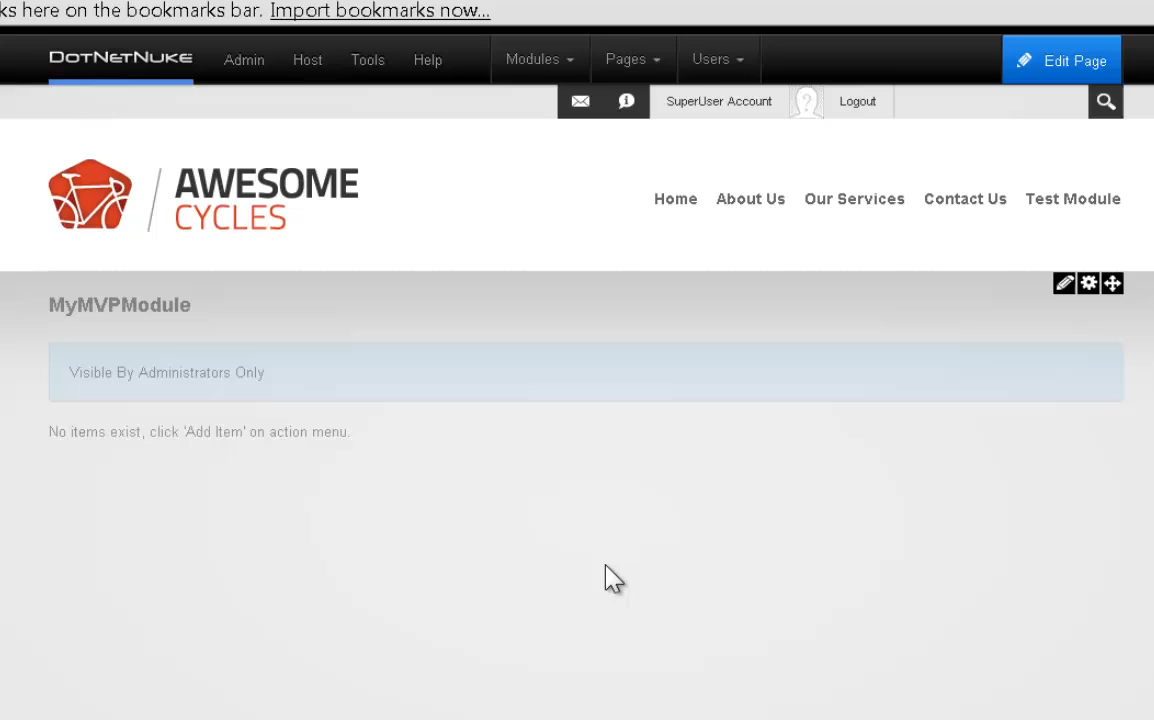 ks here on the bookmarks bar. Import bookmarks now...
DotNetNuke Admin Host Tools Help Modules Pages Users Edit Page
SuperUser Account Logout
AWESOME
CYCLES
Home About Us Our Services Contact Us Test Module
MyMVPModule
Visible By Administrators Only
No items exist, click 'Add Item' on action menu.